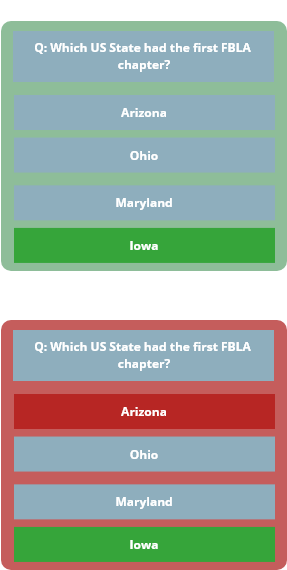 Q: Which US State had the first FBLA
chapter?
Arizona
Ohio
Maryland
Iowa
Q: Which US State had the first FBLA
chapter?
Arizona
Ohio
Maryland
Iowa